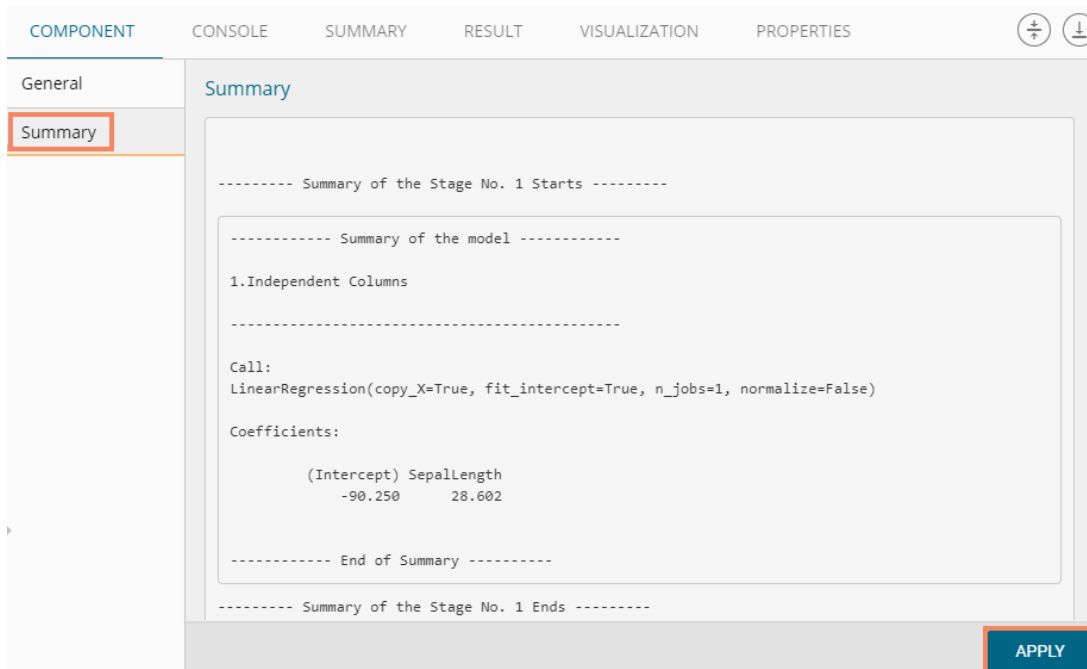 COMPONENT CONSOLE SUMMARY RESULT VISUALIZATION PROPERTIES
General
Summary
Summary
--------- Summary of the Stage No. 1 Starts ---------
------------ Summary of the model ------------
1.Independent Columns
----------------------------------------------
Call:
LinearRegression(copy_X=True, fit_intercept=True, n_jobs=1, normalize=False)
Coefficients:
(Intercept) SepalLength
-90.250 28.602
------------ End of Summary ----------
--------- Summary of the Stage No. 1 Ends ---------
APPLY